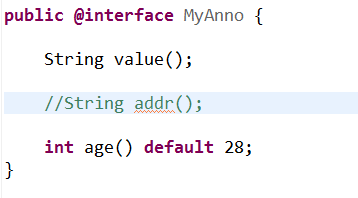 public @interface MyAnno {
String value();
//String addr();
int age() default 28;
}